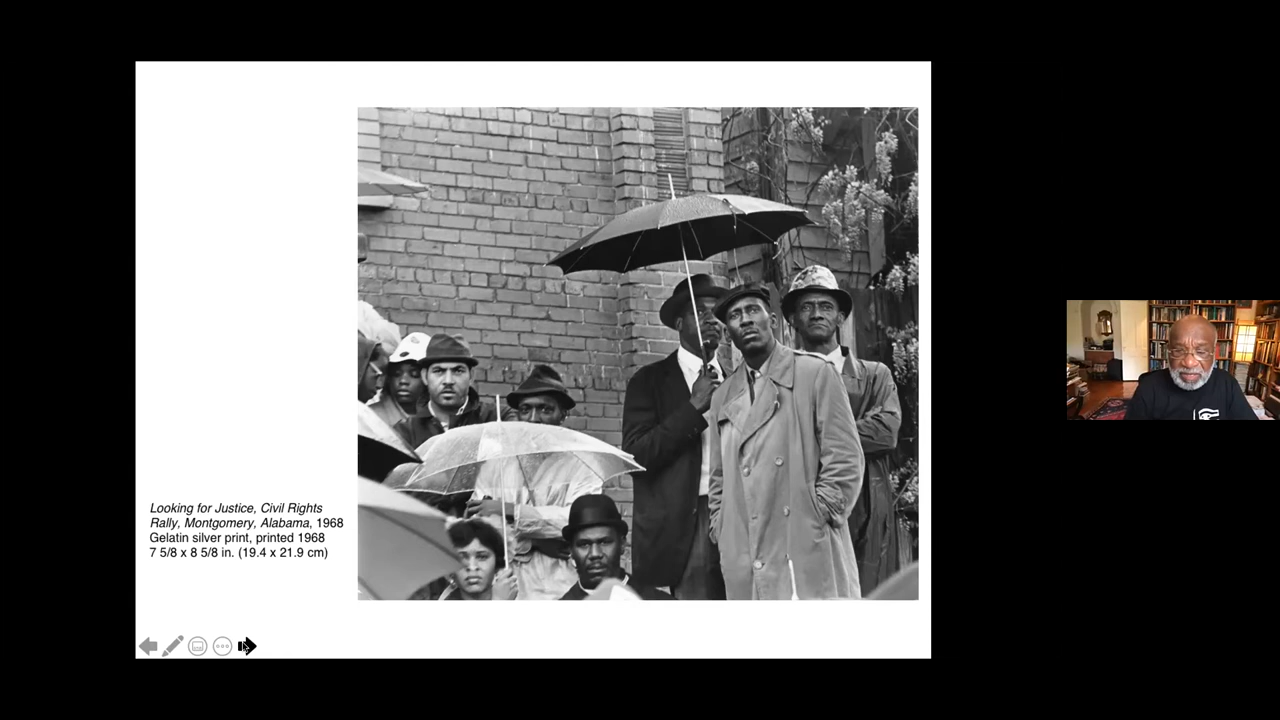 Looking for Justice, Civil Rights
Rally, Montgomery, Alabama, 1968
Gelatin silver print, printed 1968
7 5/8 x 8 5/8 in. (19.4 x 21.9 cm)